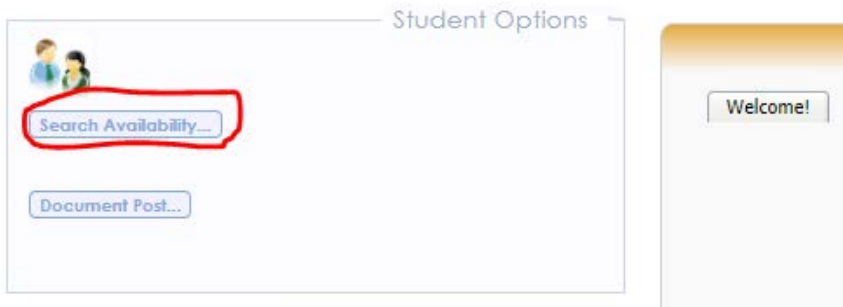 Student Options
Search Availability...
Document Post...
Welcome!